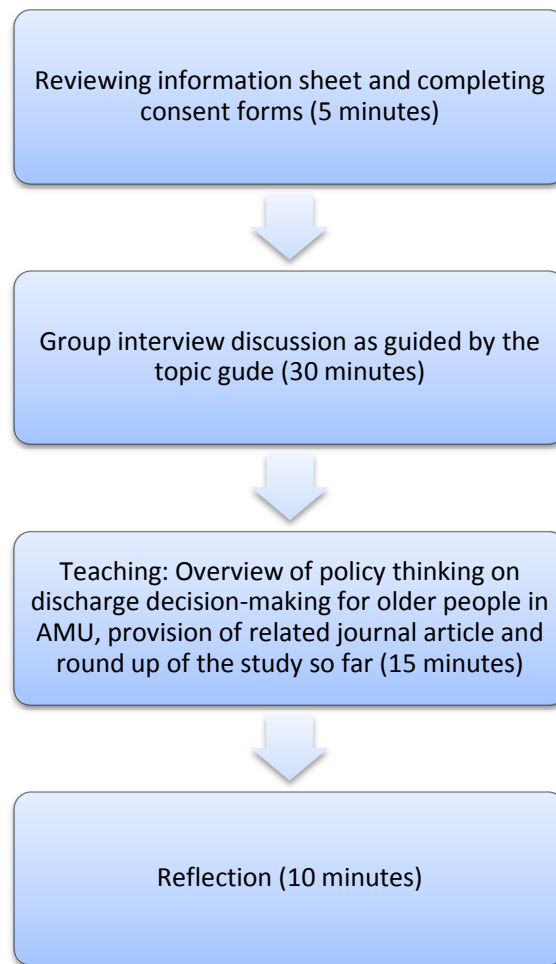 Reviewing information sheet and completing
consent forms (5 minutes)
Group interview discussion as guided by the
topic gude (30 minutes)
Teaching: Overview of policy thinking on
discharge decision-making for older people in
AMU, provision of related journal article and
round up of the study so far (15 minutes)
Reflection (10 minutes)